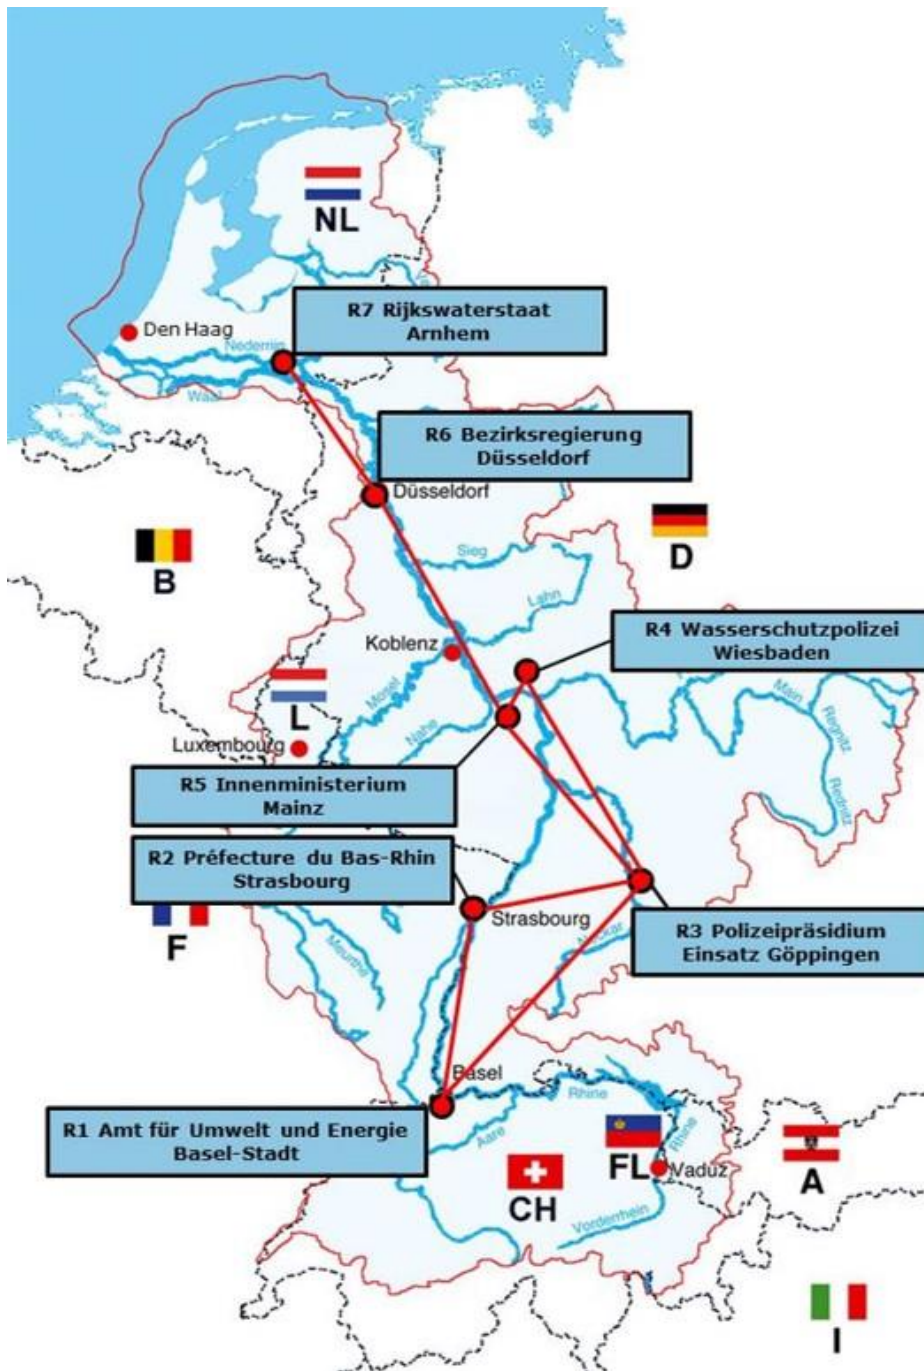 NL
R7 Rijkswaterstaat
Arnhem
Den Haag
Nederrijn
Waal
R6 Bezirksregierung
Düsseldorf
Düsseldorf
D
B
Sieg
Lahn
R4 Wasserschutzpolizei
Wiesbaden
Koblenz
Mosel
L
Nahe
Main
Regnitz
Rednitz
Luxembourg
R5 Innenministerium
Mainz
R2 Préfecture du Bas-Rhin
Strasbourg
Strasbourg
F
Meurthe
R3 Polizeipräsidium
Einsatz Göppingen
Basel
Rhine
R1 Amt für Umwelt und Energie
Basel-Stadt
Aare
Rhine
FL
Vaduz
A
CH
Vorderrhein
I